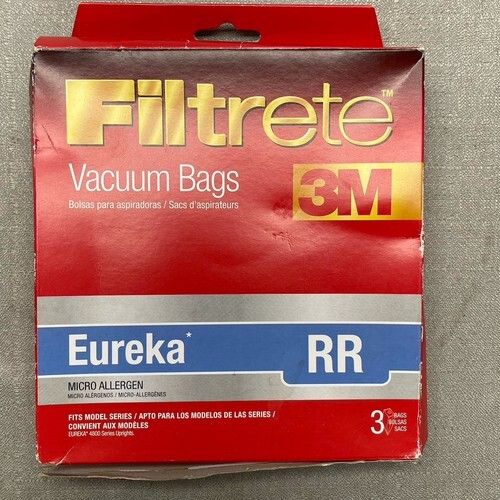 Filtrete™
Vacuum Bags
Bolsas para aspiradoras / Sacs d'aspirateurs
3M
Eureka*
RR
MICRO ALLERGEN
MICRO ALÉRGENOS / MICRO-ALLERGÈNES
FITS MODEL SERIES / APTO PARA LOS MODELOS DE LAS SERIES /
CONVIENT AUX MODÈLES
EUREKA* 4800 Series Uprights.
3 BAGS
BOLSAS
SACS